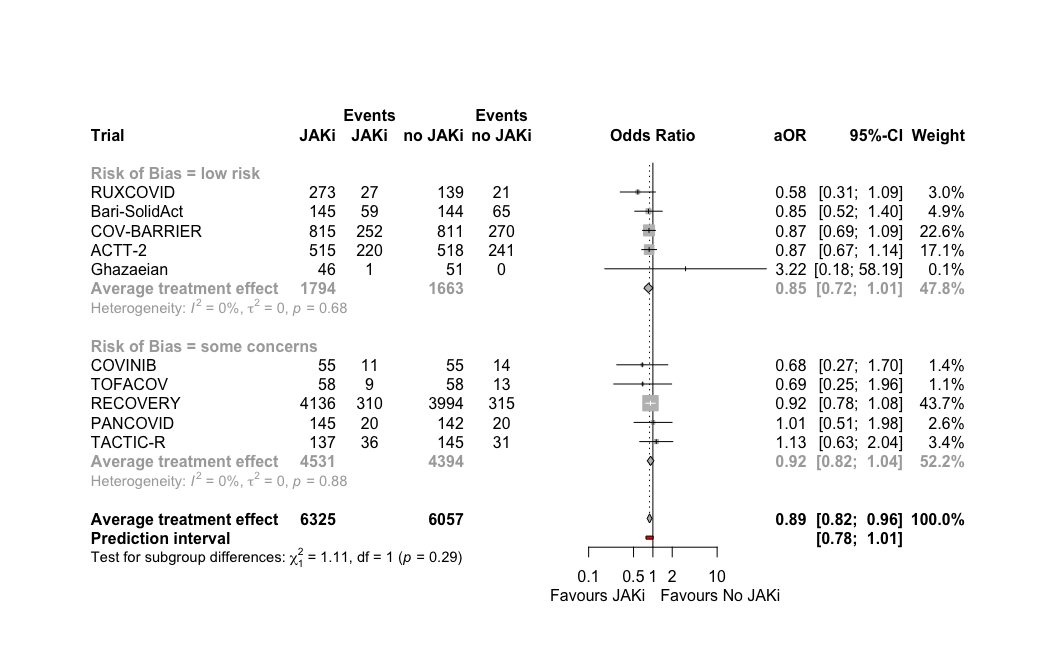 Events Events
Trial JAKi JAKi no JAKi no JAKi Odds Ratio aOR 95%-CI Weight
Risk of Bias = low risk
RUXCOVID 273 27 139 21 0.58 [0.31; 1.09] 3.0%
Bari-SolidAct 145 59 144 65 0.85 [0.52; 1.40] 4.9%
COV-BARRIER 815 252 811 270 0.87 [0.69; 1.09] 22.6%
ACTT-2 515 220 518 241 0.87 [0.67; 1.14] 17.1%
Ghazaeian 46 1 51 0 3.22 [0.18; 58.19] 0.1%
Average treatment effect 1794 1663 0.85 [0.72; 1.01] 47.8%
Heterogeneity: I² = 0%, τ² = 0, p = 0.68
Risk of Bias = some concerns
COVINIB 55 11 55 14 0.68 [0.27; 1.70] 1.4%
TOFACOV 58 9 58 13 0.69 [0.25; 1.96] 1.1%
RECOVERY 4136 310 3994 315 0.92 [0.78; 1.08] 43.7%
PANCOVID 145 20 142 20 1.01 [0.51; 1.98] 2.6%
TACTIC-R 137 36 145 31 1.13 [0.63; 2.04] 3.4%
Average treatment effect 4531 4394 0.92 [0.82; 1.04] 52.2%
Heterogeneity: I² = 0%, τ² = 0, p = 0.88
Average treatment effect 6325 6057 0.89 [0.82; 0.96] 100.0%
Prediction interval [0.78; 1.01]
Test for subgroup differences: χ²₁ = 1.11, df = 1 (p = 0.29)
0.1 0.5 1 2 10
Favours JAKi Favours No JAKi